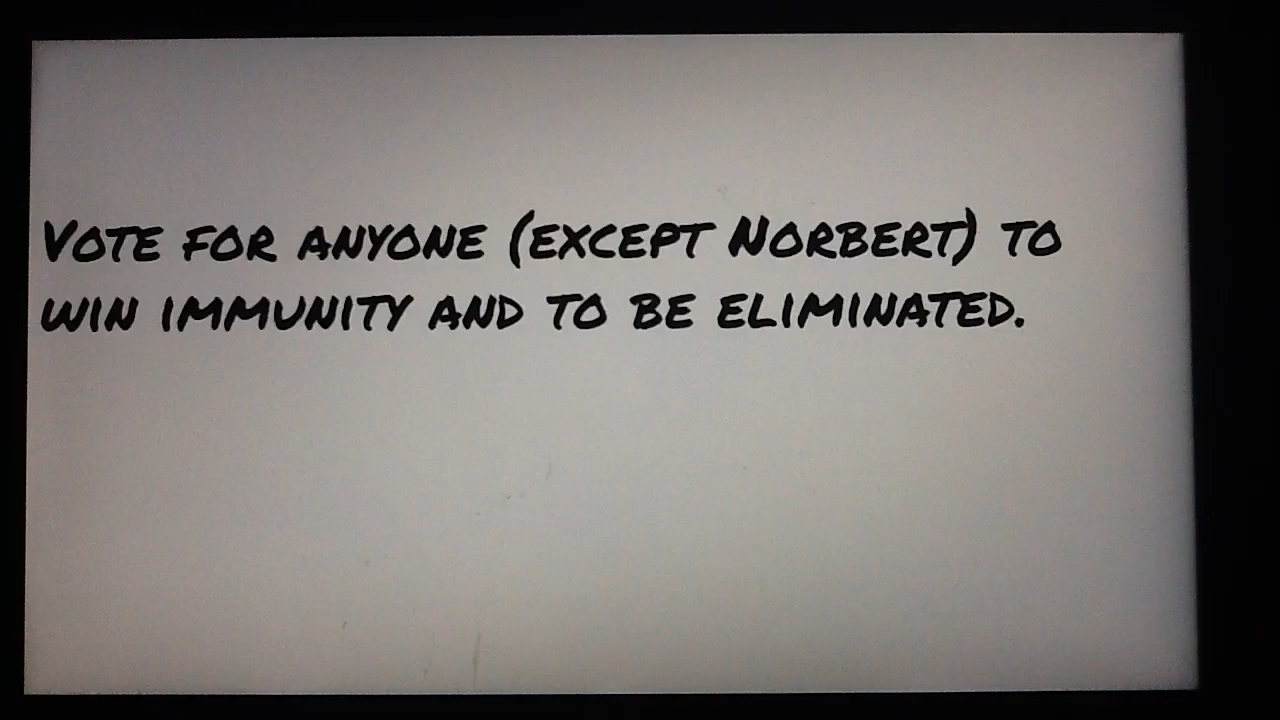 Vote for anyone (except Norbert) to
win immunity and to be eliminated.